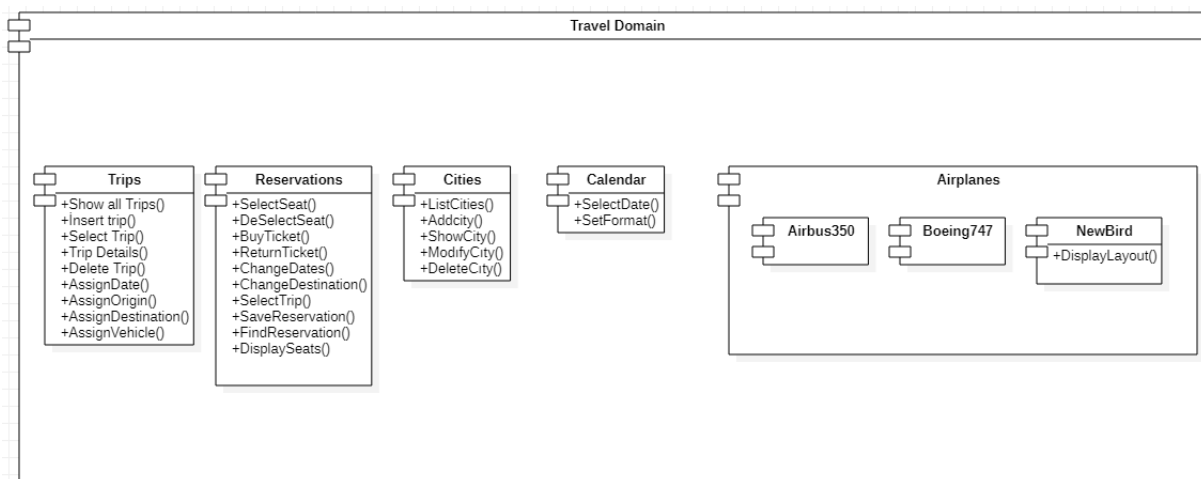 Travel Domain
Trips
+Show all Trips()
+Insert trip()
+Select Trip()
+Trip Details()
+Delete Trip()
+AssignDate()
+AssignOrigin()
+AssignDestination()
+AssignVehicle()
Reservations
+SelectSeat()
+DeSelectSeat()
+BuyTicket()
+ReturnTicket()
+ChangeDates()
+ChangeDestination()
+SelectTrip()
+SaveReservation()
+FindReservation()
+DisplaySeats()
Cities
+ListCities()
+Addcity()
+ShowCity()
+ModifyCity()
+DeleteCity()
Calendar
+SelectDate()
+SetFormat()
Airplanes
Airbus350
Boeing747
NewBird
+DisplayLayout()